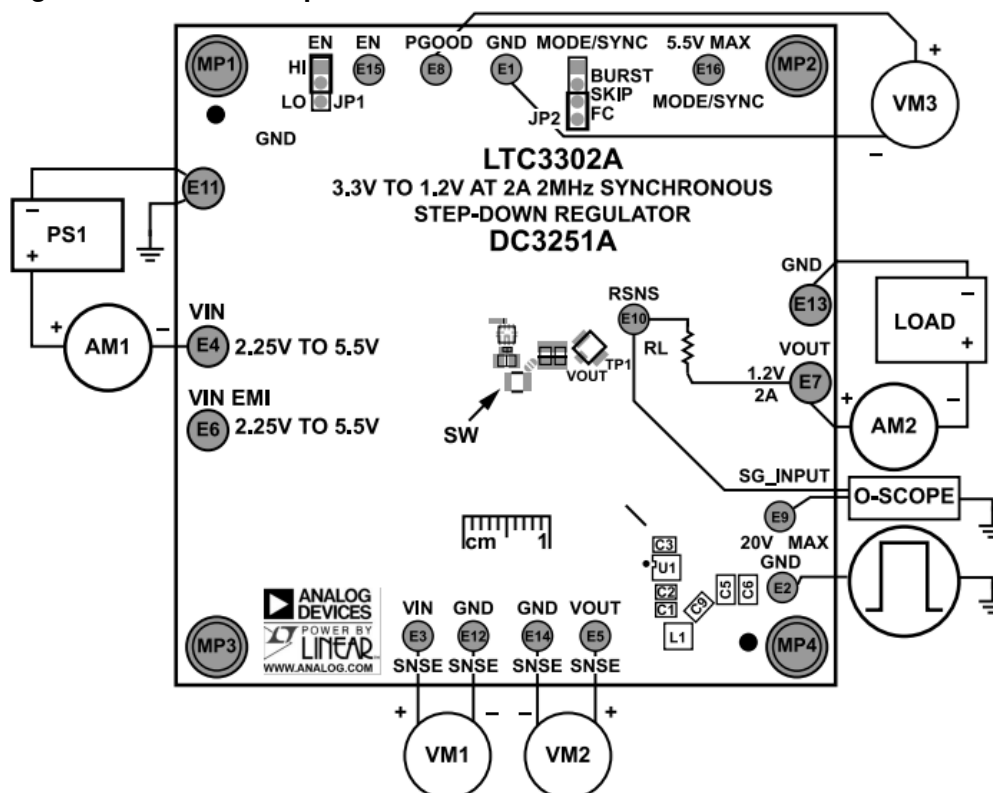 EN EN PGOOD GND MODE/SYNC 5.5V MAX
MP1 HI E15 E8 E1 BURST E16 MP2 +
SKIP
LO JP1 JP2 FC MODE/SYNC VM3
GND −
LTC3302A
E11 3.3V TO 1.2V AT 2A 2MHz SYNCHRONOUS
− STEP-DOWN REGULATOR
PS1 DC3251A
+
GND
RSNS −
VIN E10 E13 LOAD
+ AM1 − E4 2.25V TO 5.5V RL VOUT +
TP1
VOUT 1.2V E7
VIN EMI 2A + −
E6 2.25V TO 5.5V SW AM2
SG_INPUT O-SCOPE
E9
cm 1 20V MAX
C3 GND
U1 E2
C2 C5 C6
C1 C9
ANALOG
DEVICES VIN GND GND VOUT
POWER BY E3 E12 E14 E5 L1
MP3 LINEAR MP4
WWW.ANALOG.COM SNSE SNSE SNSE SNSE
+ − − +
VM1 VM2